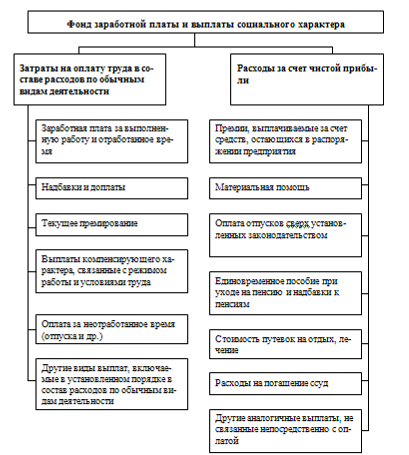 Фонд заработной платы и выплаты социального характера
Затраты на оплату труда в со-
ставе расходов по обычным
видам деятельности
Заработная плата за выполнен-
ную работу и отработанное вре-
мя
Надбавки и доплаты
Текущее премирование
Выплаты компенсирующего ха-
рактера, связанные с режимом
работы и условиями труда
Оплата за неотработанное время
(отпуска и др.)
Другие виды выплат, включае-
мые в установленном порядке в
состав расходов по обычным ви-
дам деятельности
Расходы за счет чистой прибы-
ли
Премии, выплачиваемые за счет
средств, остающихся в распоря-
жении предприятия
Материальная помощь
Оплата отпусков сверх установ-
ленных законодательством
Единовременное пособие при
уходе на пенсию и надбавки к
пенсиям
Стоимость путевок на отдых, ле-
чение
Расходы на погашение ссуд
Другие аналогичные выплаты, не
связанные непосредственно с оп-
латой